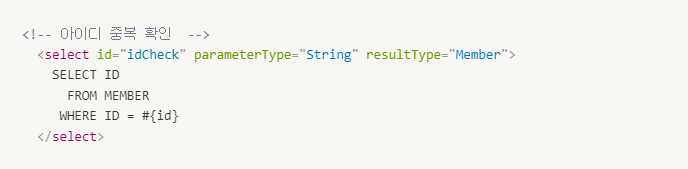 <!-- 아이디 중복 확인  -->
<select id="idCheck" parameterType="String" resultType="Member">
SELECT ID
FROM MEMBER
WHERE ID = #{id}
</select>